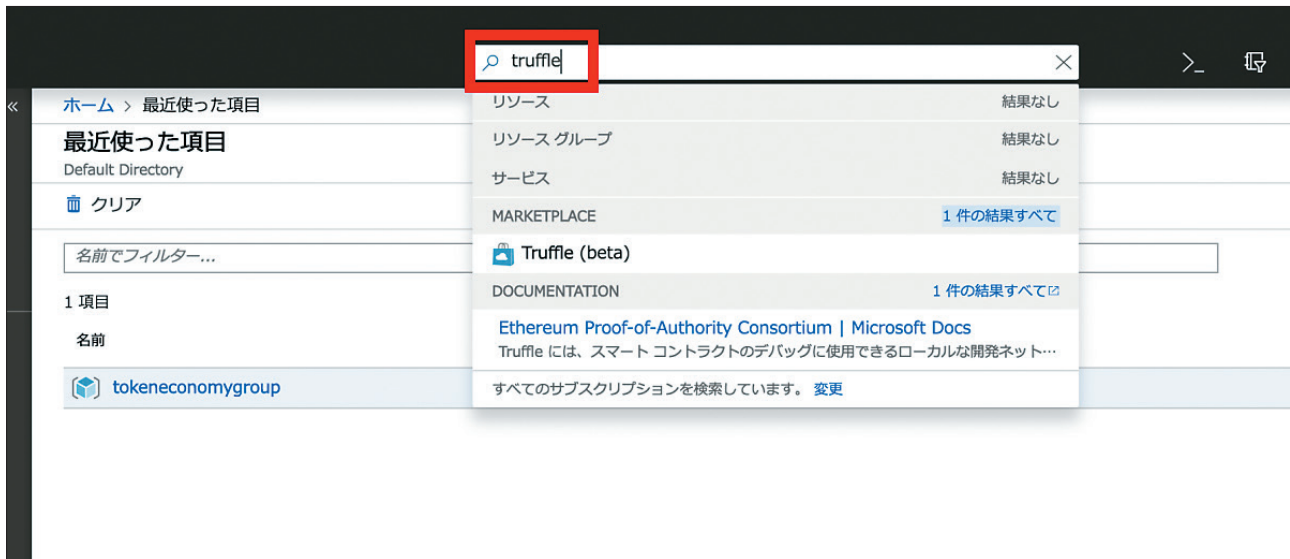 truffle
ホーム > 最近使った項目
最近使った項目
Default Directory
クリア
名前でフィルター...
1 項目
名前
tokeneconomygroup
リソース 結果なし
リソース グループ 結果なし
サービス 結果なし
MARKETPLACE 1 件の結果すべて
Truffle (beta)
DOCUMENTATION 1 件の結果すべて
Ethereum Proof-of-Authority Consortium | Microsoft Docs
Truffle には、スマート コントラクトのデバッグに使用できるローカルな開発ネット…
すべてのサブスクリプションを検索しています。 変更